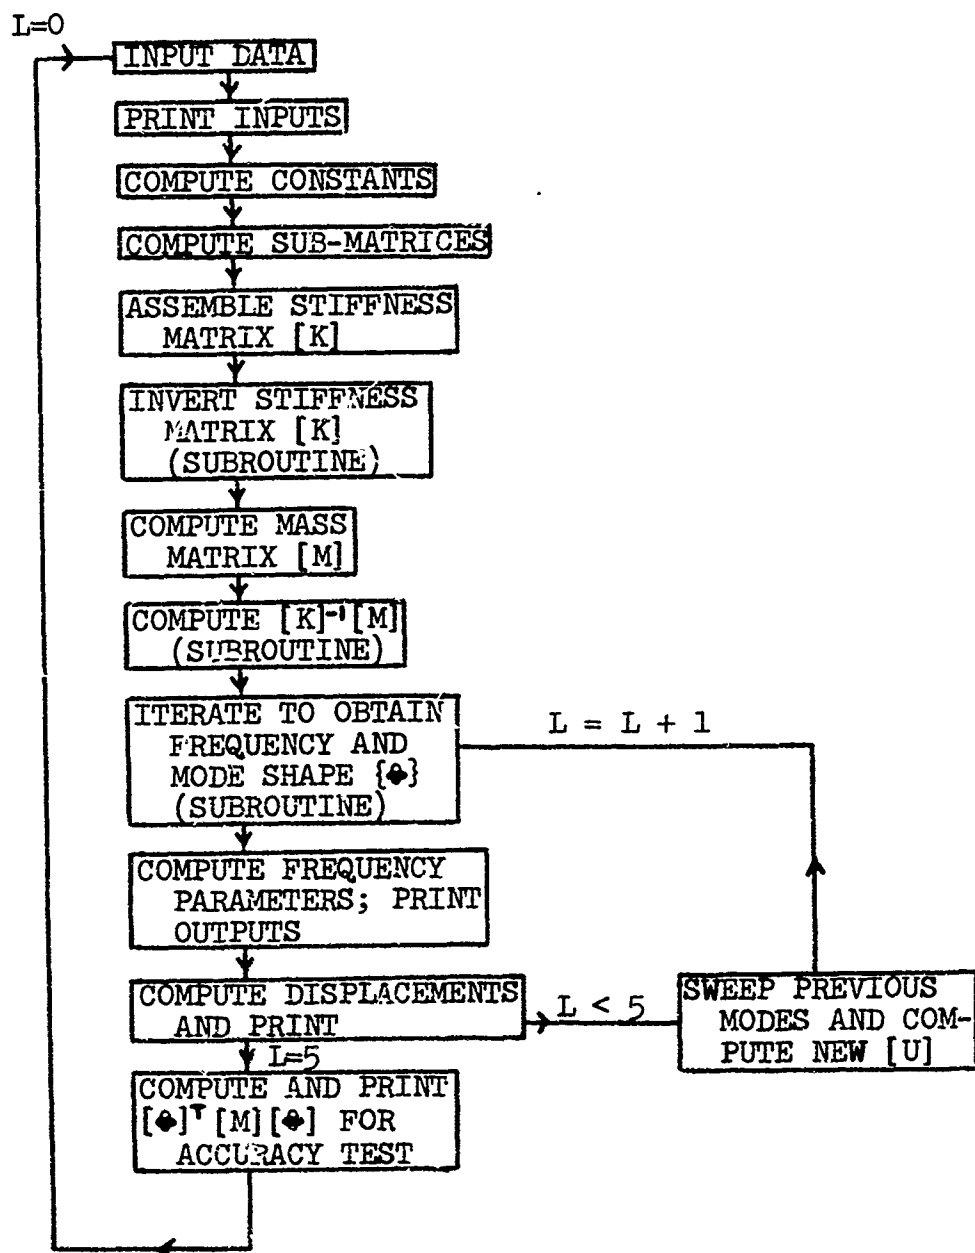 L=0
INPUT DATA
PRINT INPUTS
COMPUTE CONSTANTS
COMPUTE SUB-MATRICES
ASSEMBLE STIFFNESS
MATRIX [K]
INVERT STIFFNESS
MATRIX [K]
(SUBROUTINE)
COMPUTE MASS
MATRIX [M]
COMPUTE [K]⁻¹[M]
(SUBROUTINE)
ITERATE TO OBTAIN
FREQUENCY AND
MODE SHAPE {ϕ}
(SUBROUTINE)
L = L + 1
COMPUTE FREQUENCY
PARAMETERS; PRINT
OUTPUTS
COMPUTE DISPLACEMENTS
AND PRINT
L < 5
SWEEP PREVIOUS
MODES AND COM-
PUTE NEW [U]
L=5
COMPUTE AND PRINT
[ϕ]ᵀ[M][ϕ] FOR
ACCURACY TEST